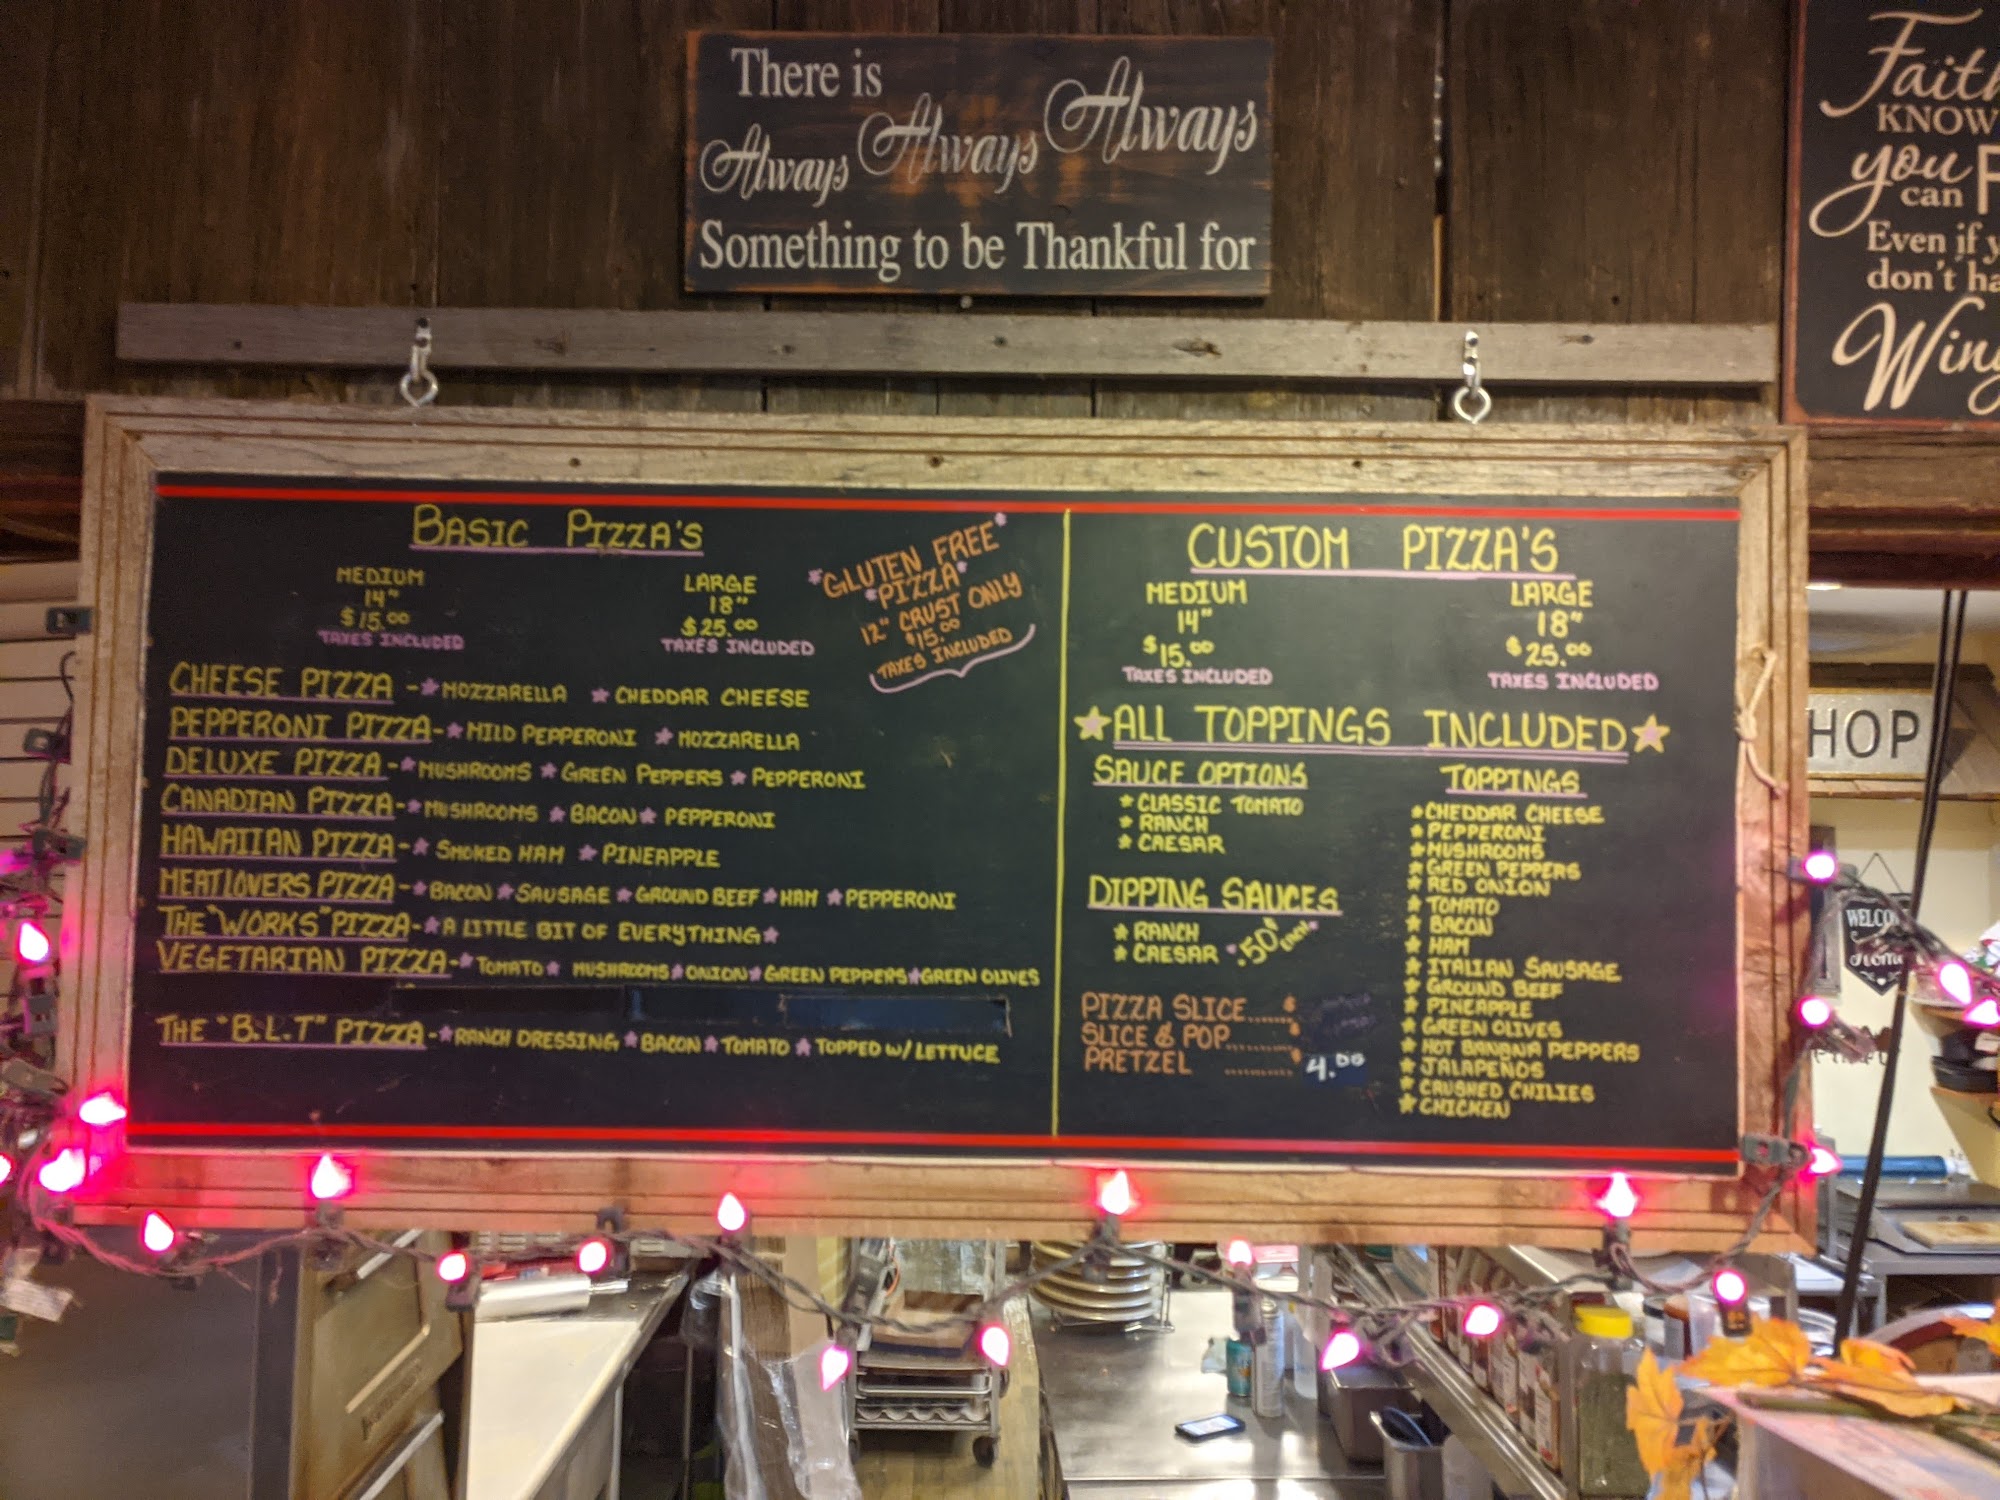 There is
Always Always Always
Something to be Thankful for
Faith
KNOW
you
can
Even if
don't
BASIC PIZZA'S
MEDIUM
14"
$15.00
TAXES INCLUDED
LARGE
18"
$25.00
TAXES INCLUDED
*GLUTEN FREE*
*PIZZA*
12" CRUST ONLY
$15.00
TAXES INCLUDED
CHEESE PIZZA - * MOZZARELLA * CHEDDAR CHEESE
PEPPERONI PIZZA - * MILD PEPPERONI * MOZZARELLA
DELUXE PIZZA - * MUSHROOMS * GREEN PEPPERS * PEPPERONI
CANADIAN PIZZA - * MUSHROOMS * BACON * PEPPERONI
HAWAIIAN PIZZA - * SMOKED HAM * PINEAPPLE
MEATLOVERS PIZZA - * BACON * SAUSAGE * GROUND BEEF * HAM * PEPPERONI
THE "WORKS" PIZZA - * A LITTLE BIT OF EVERYTHING *
VEGETARIAN PIZZA - * TOMATO * MUSHROOMS * ONION * GREEN PEPPERS * GREEN OLIVES
THE "B.L.T" PIZZA - * RANCH DRESSING * BACON * TOMATO * TOPPED W/ LETTUCE
CUSTOM PIZZA'S
MEDIUM
14"
$15.00
TAXES INCLUDED
LARGE
18"
$25.00
TAXES INCLUDED
★ALL TOPPINGS INCLUDED★
SAUCE OPTIONS
* CLASSIC TOMATO
* RANCH
* CAESAR
DIPPING SAUCES
* RANCH
* CAESAR *.50¢ EACH*
PIZZA SLICE......$
SLICE & POP.........$
PRETZEL .........$ 4.00
TOPPINGS
* CHEDDAR CHEESE
* PEPPERONI
* MUSHROOMS
* GREEN PEPPERS
* RED ONION
* TOMATO
* BACON
* HAM
* ITALIAN SAUSAGE
* GROUND BEEF
* PINEAPPLE
* GREEN OLIVES
* HOT BANANA PEPPERS
* JALAPEÑOS
* CRUSHED CHILIES
* CHICKEN
HOP